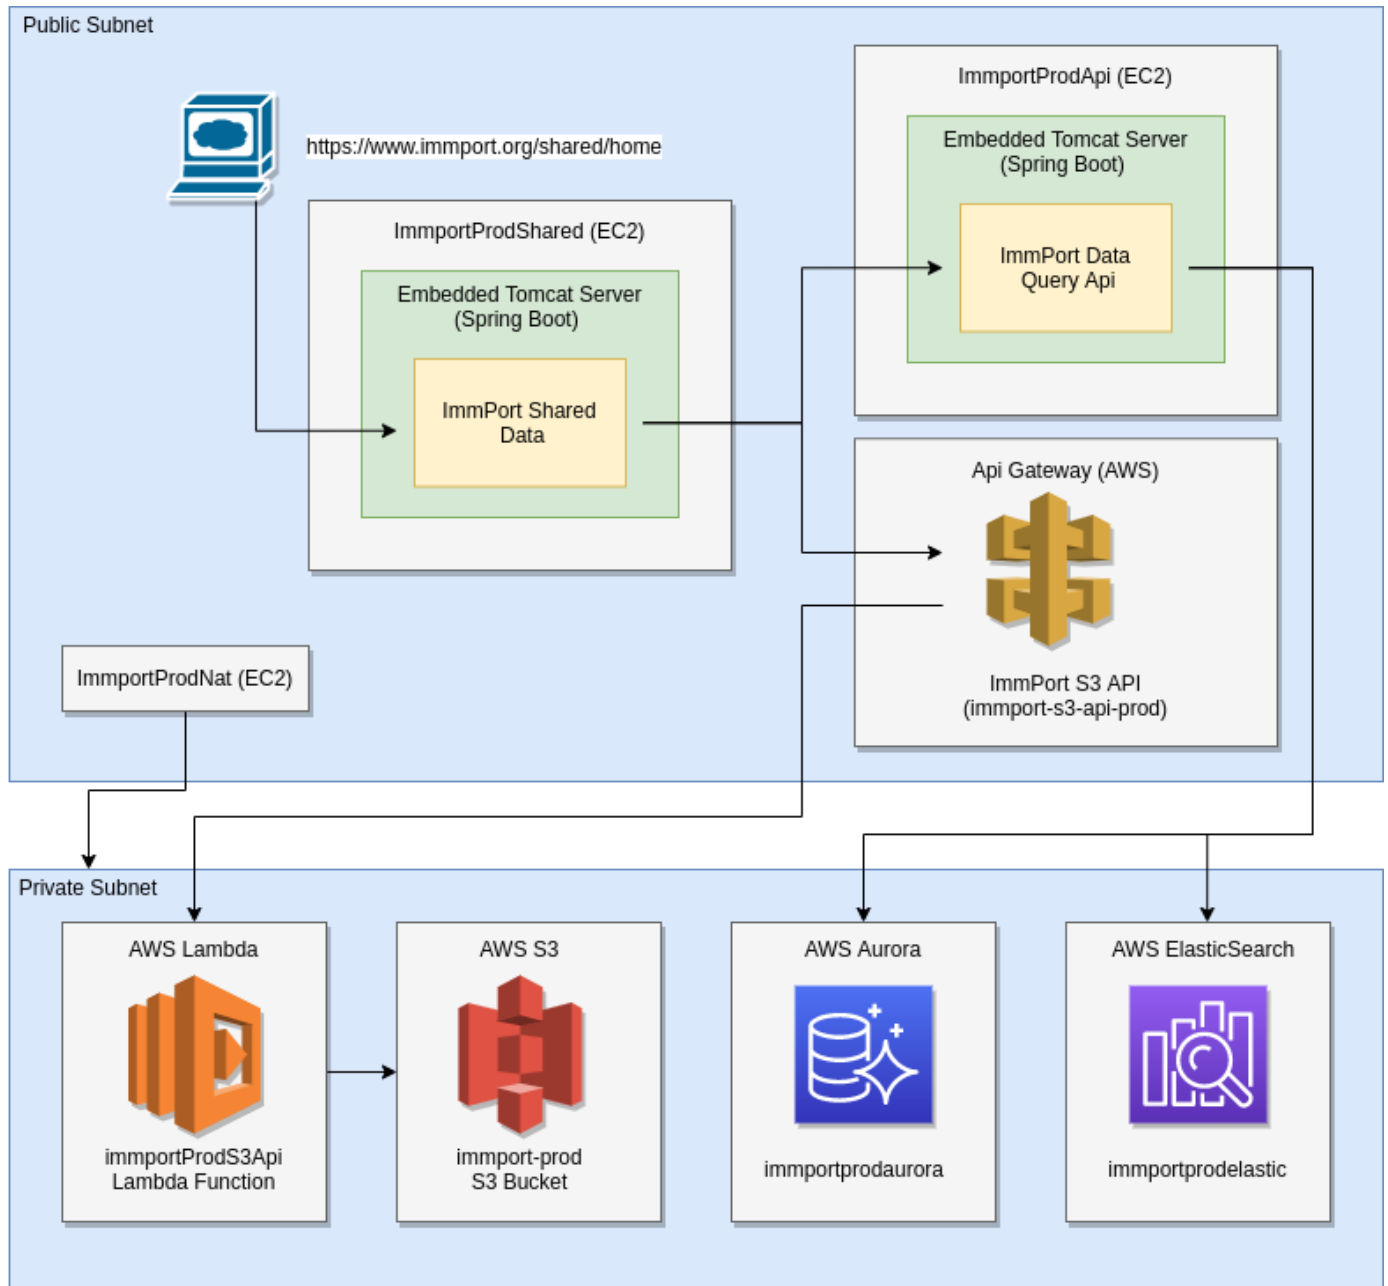 Public Subnet
ImmportProdApi (EC2)
Embedded Tomcat Server
(Spring Boot)
ImmPort Data
Query Api
https://www.immport.org/shared/home
ImmportProdShared (EC2)
Embedded Tomcat Server
(Spring Boot)
ImmPort Shared
Data
Api Gateway (AWS)
ImmPort S3 API
(immport-s3-api-prod)
ImmportProdNat (EC2)
Private Subnet
AWS Lambda
immportProdS3Api
Lambda Function
AWS S3
immport-prod
S3 Bucket
AWS Aurora
immportprodaurora
AWS ElasticSearch
immportprodelastic